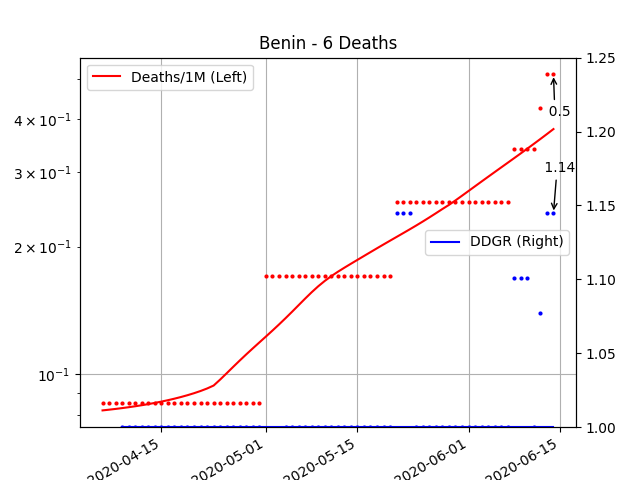 Benin - 6 Deaths
Deaths/1M (Left)
DDGR (Right)
0.5
1.14
4 × 10⁻¹
3 × 10⁻¹
2 × 10⁻¹
10⁻¹
1.25
1.20
1.15
1.10
1.05
1.00
2020-04-15
2020-05-01
2020-05-15
2020-06-01
2020-06-15